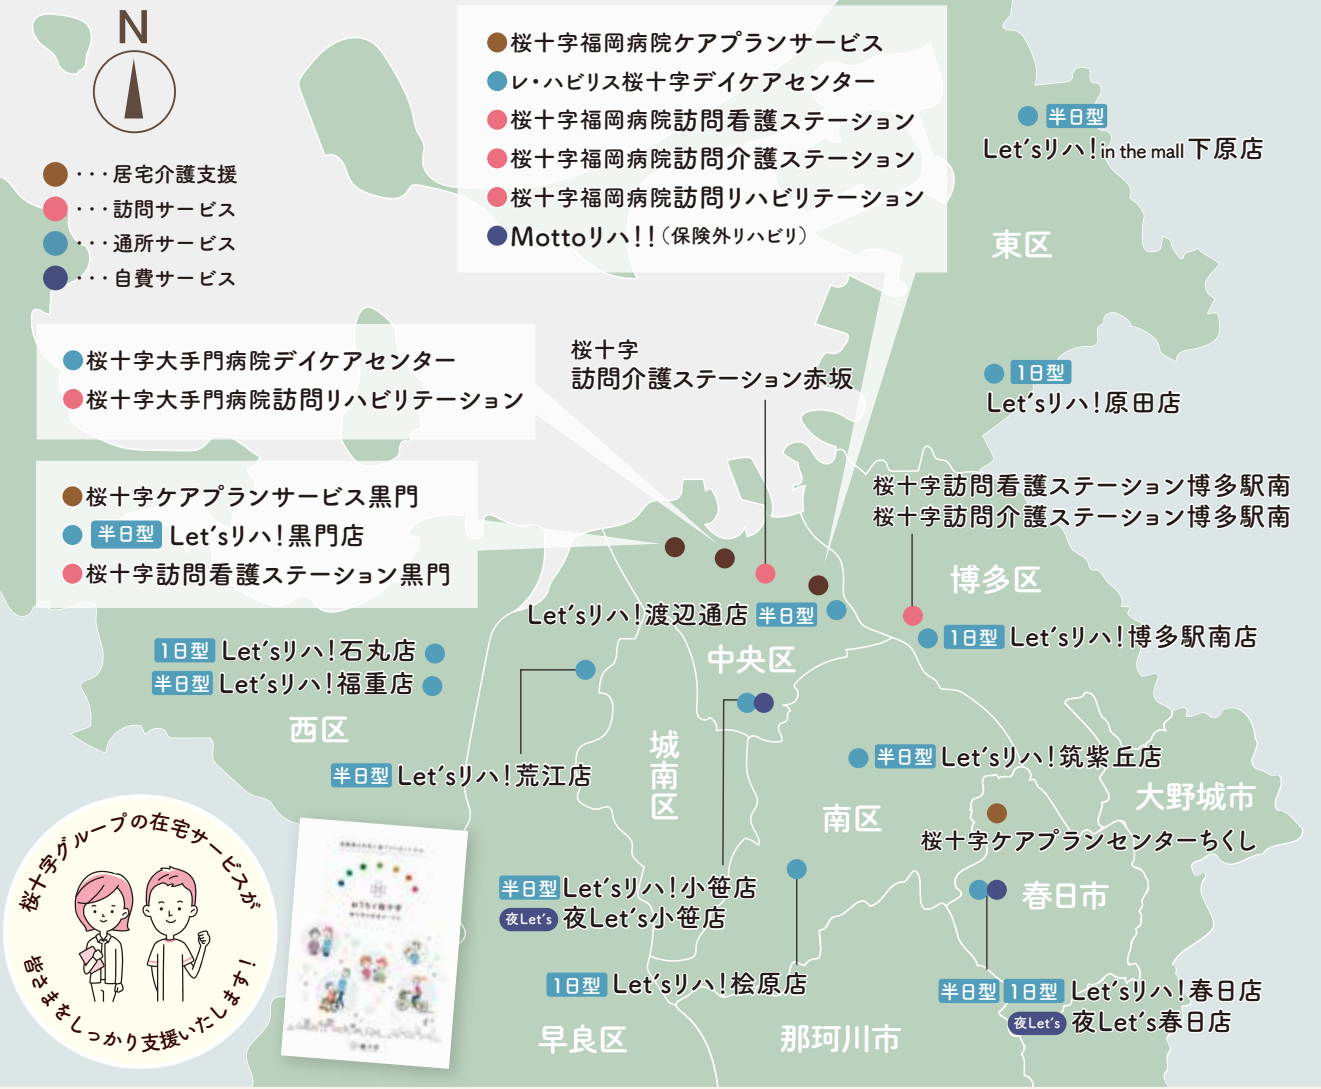 N
・・・居宅介護支援
・・・訪問サービス
・・・通所サービス
・・・自費サービス
桜十字福岡病院ケアプランサービス
レ・ハビリス桜十字デイケアセンター
桜十字福岡病院訪問看護ステーション
桜十字福岡病院訪問介護ステーション
桜十字福岡病院訪問リハビリテーション
Mottoリハ!!(保険外リハビリ)
半日型
Let'sリハ!in the mall下原店
東区
桜十字大手門病院デイケアセンター
桜十字大手門病院訪問リハビリテーション
桜十字
訪問介護ステーション赤坂
1日型
Let'sリハ!原田店
桜十字ケアプランサービス黒門
半日型 Let'sリハ!黒門店
桜十字訪問看護ステーション黒門
桜十字訪問看護ステーション博多駅南
桜十字訪問介護ステーション博多駅南
博多区
Let'sリハ!渡辺通店 半日型
1日型 Let'sリハ!博多駅南店
1日型 Let'sリハ!石丸店
半日型 Let'sリハ!福重店
中央区
西区
城南区
半日型 Let'sリハ!荒江店
半日型 Let'sリハ!筑紫丘店
大野城市
南区
桜十字ケアプランセンターちくし
半日型 Let'sリハ!小笹店
夜Let's 夜Let's小笹店
春日市
1日型 Let'sリハ!桧原店
半日型 1日型 Let'sリハ!春日店
夜Let's 夜Let's春日店
早良区
那珂川市
桜十字グループの在宅サービスが
皆さまをしっかり支援いたします!